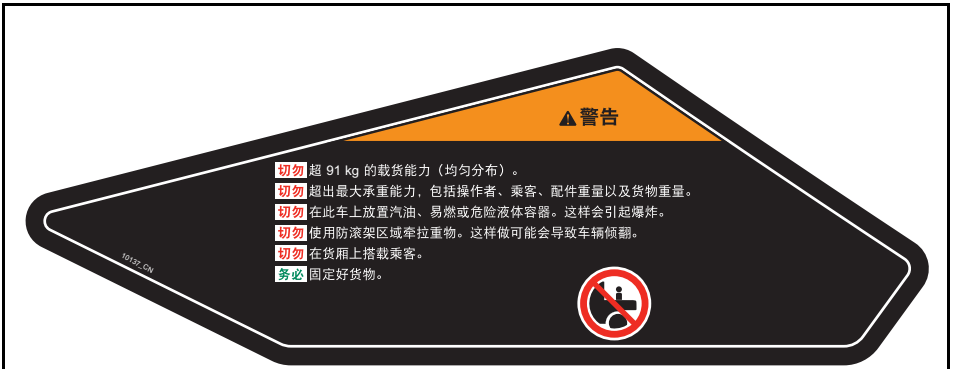 警告
切勿 超 91 kg 的载货能力（均匀分布）。
切勿 超出最大承重能力，包括操作者、乘客、配件重量以及货物重量。
切勿 在此车上放置汽油、易燃或危险液体容器。这样会引起爆炸。
切勿 使用防滚架区域牵拉重物。这样做可能会导致车辆倾翻。
切勿 在货厢上搭载乘客。
务必 固定好货物。
10137_CN